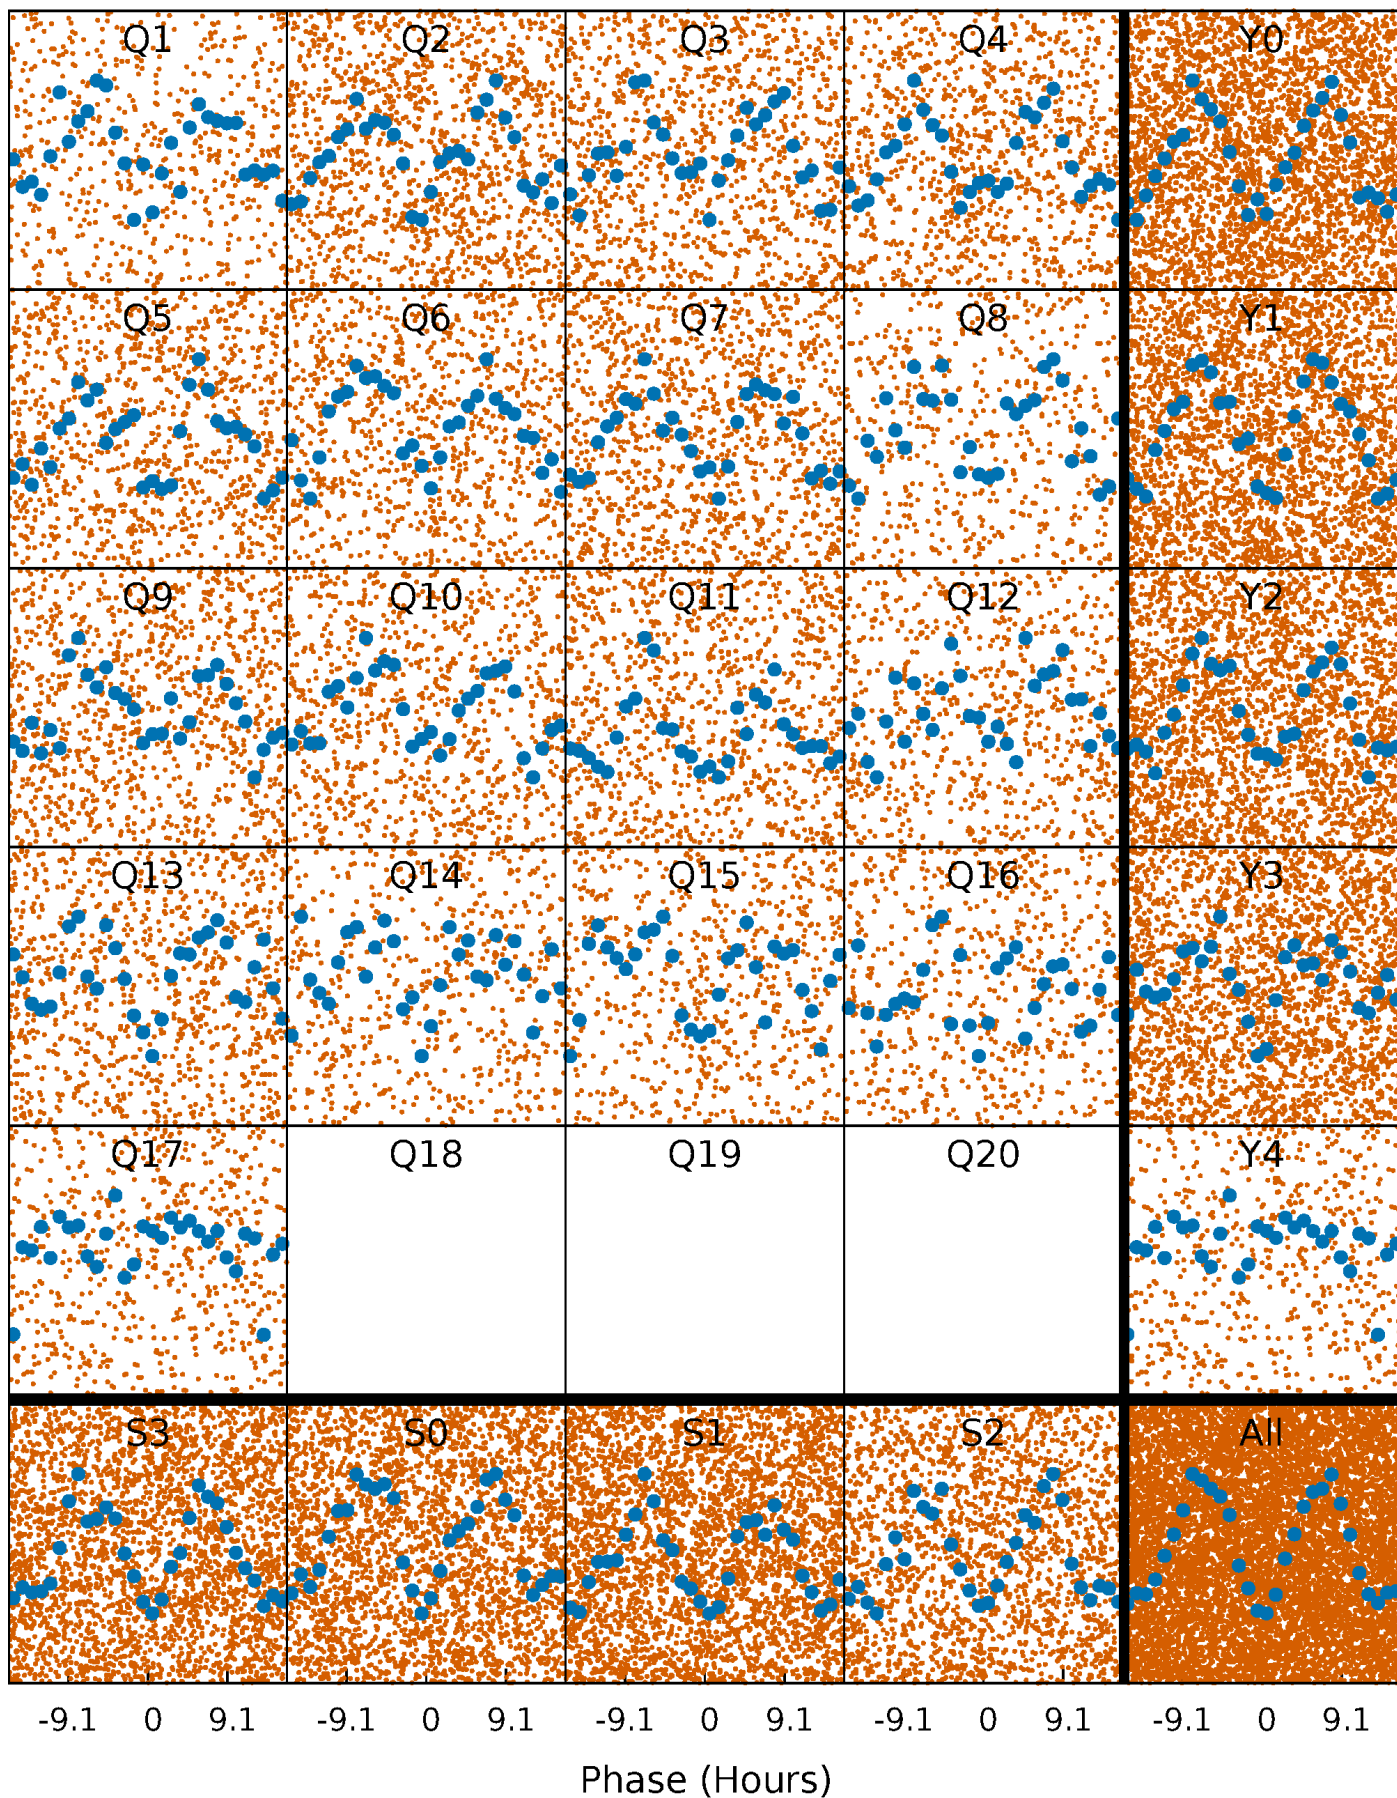 Q1 Q2 Q3 Q4 Y0
Q5 Q6 Q7 Q8 Y1
Q9 Q10 Q11 Q12 Y2
Q13 Q14 Q15 Q16 Y3
Q17 Q18 Q19 Q20 Y4
S3 S0 S1 S2 All
-9.1 0 9.1 -9.1 0 9.1 -9.1 0 9.1 -9.1 0 9.1 -9.1 0 9.1
Phase (Hours)